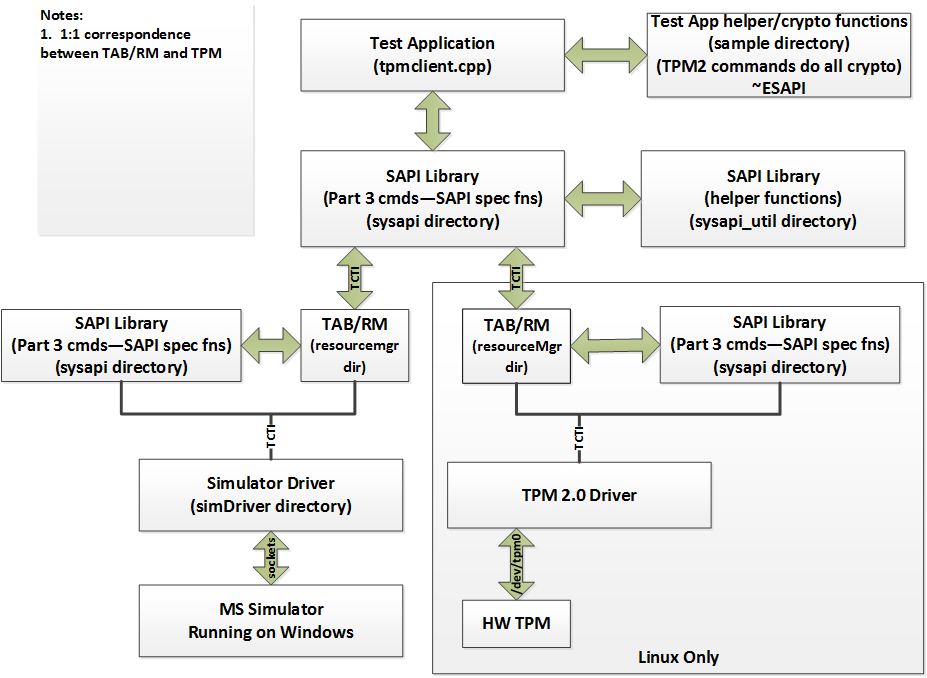 Notes:
1.  1:1 correspondence
between TAB/RM and TPM
Test Application
(tpmclient.cpp)
Test App helper/crypto functions
(sample directory)
(TPM2 commands do all crypto)
~ESAPI
SAPI Library
(Part 3 cmds—SAPI spec fns)
(sysapi directory)
SAPI Library
(helper functions)
(sysapi_util directory)
TCTI
TCTI
SAPI Library
(Part 3 cmds—SAPI spec fns)
(sysapi directory)
TAB/RM
(resourcemgr
dir)
TAB/RM
(resourceMgr
dir)
SAPI Library
(Part 3 cmds—SAPI spec fns)
(sysapi directory)
TCTI
TCTI
Simulator Driver
(simDriver directory)
TPM 2.0 Driver
sockets
/dev/tpm0
MS Simulator
Running on Windows
HW TPM
Linux Only